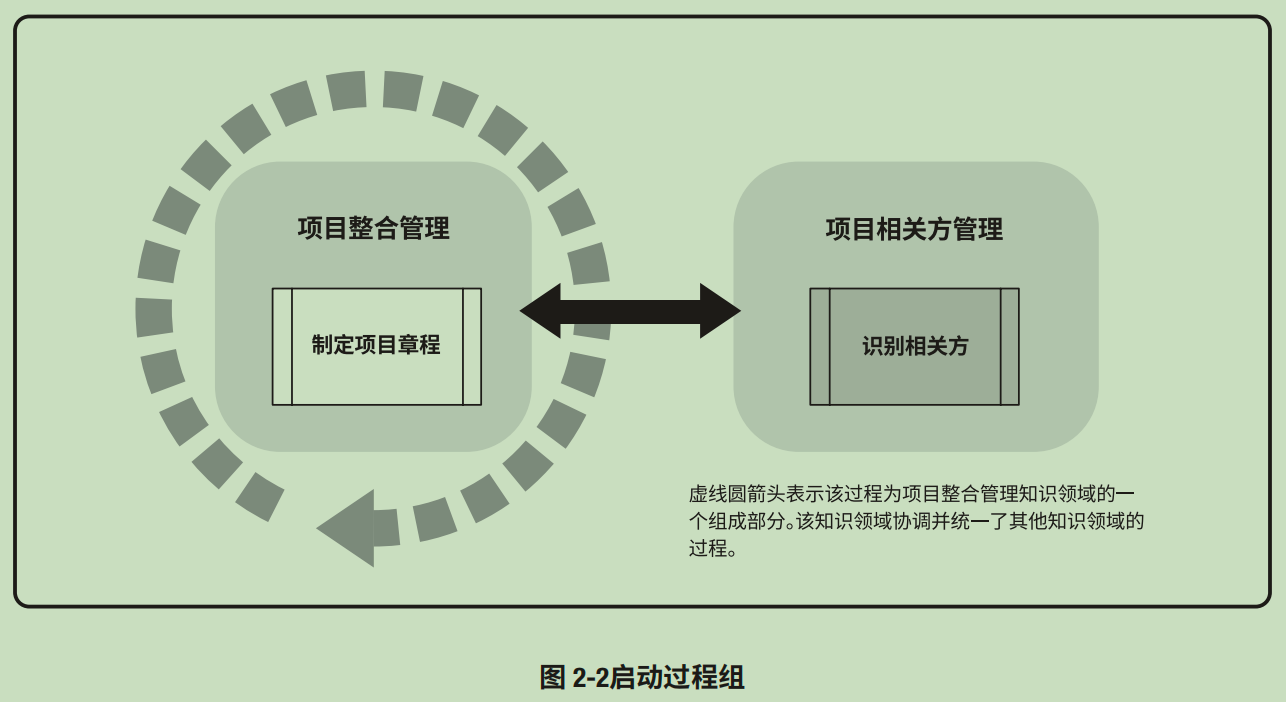 项目整合管理
项目相关方管理
制定项目章程
识别相关方
虚线圆箭头表示该过程为项目整合管理知识领域的一
个组成部分。该知识领域协调并统一了其他知识领域的
过程。
图 2-2启动过程组